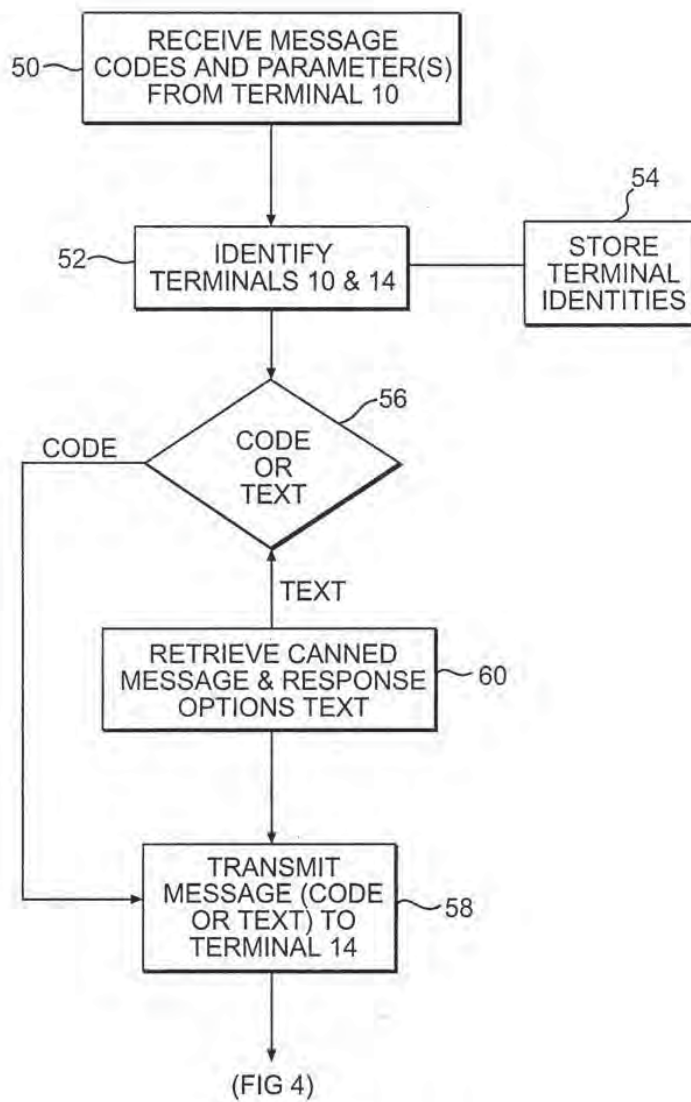 50
RECEIVE MESSAGE
CODES AND PARAMETER(S)
FROM TERMINAL 10
52
IDENTIFY
TERMINALS 10 & 14
54
STORE
TERMINAL
IDENTITIES
56
CODE
CODE
OR
TEXT
TEXT
RETRIEVE CANNED
MESSAGE & RESPONSE
OPTIONS TEXT
60
TRANSMIT
MESSAGE (CODE
OR TEXT) TO
TERMINAL 14
58
(FIG 4)